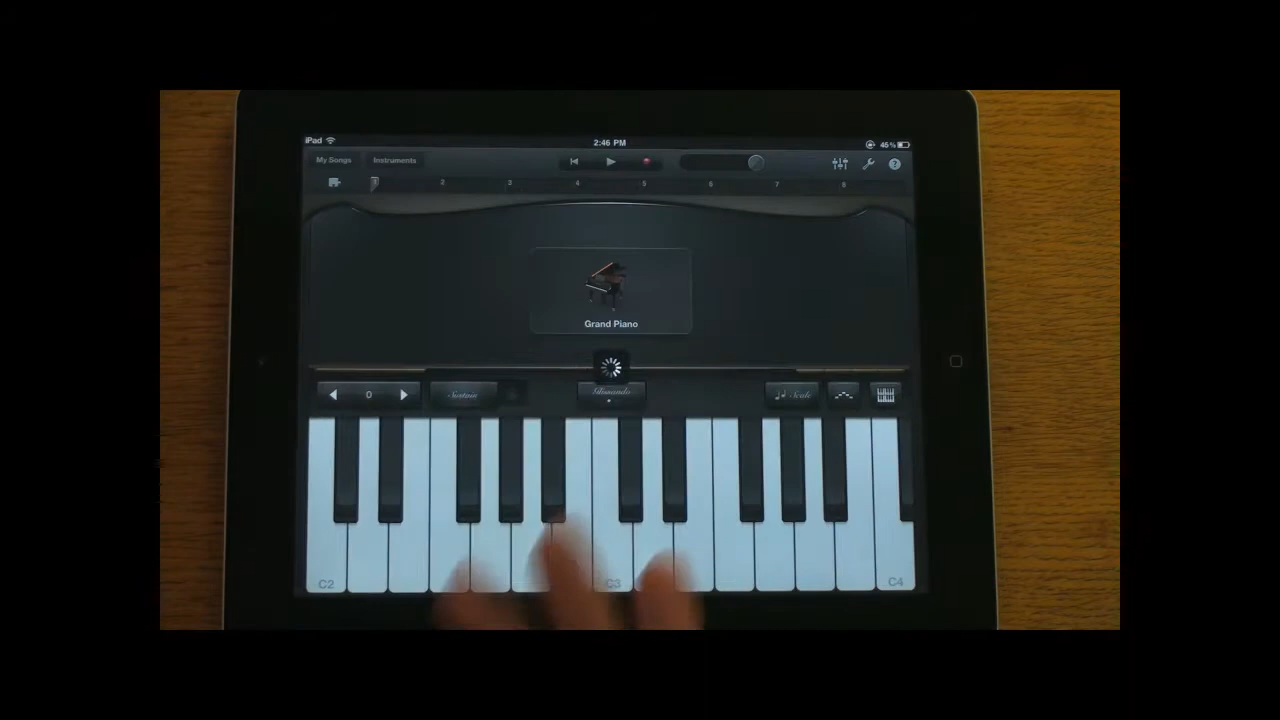 iPad 2:46 PM 45%
My Songs Instruments
1 2 3 4 5 6 7 8
Grand Piano
0 Sustain Glissando Scale
C2 C3 C4